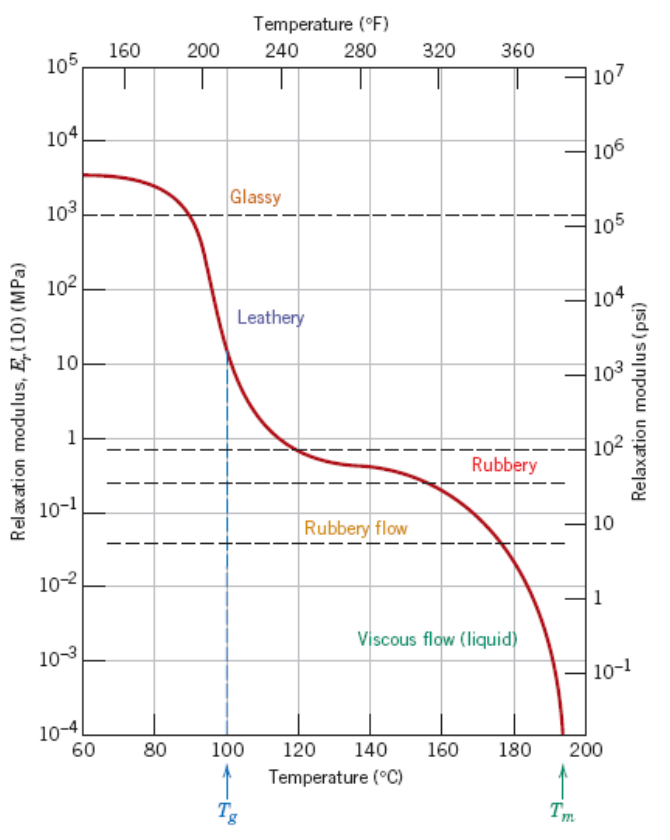 Temperature (°F)
160 200 240 280 320 360
10⁵
10⁷
10⁴
10⁶
Glassy
10³
10⁵
10²
10⁴
Leathery
Relaxation modulus, Eᵣ(10) (MPa)
Relaxation modulus (psi)
10
10³
1
10²
Rubbery
10⁻¹
10
Rubbery flow
10⁻²
1
Viscous flow (liquid)
10⁻³
10⁻¹
10⁻⁴
60 80 100 120 140 160 180 200
Temperature (°C)
T_g T_m